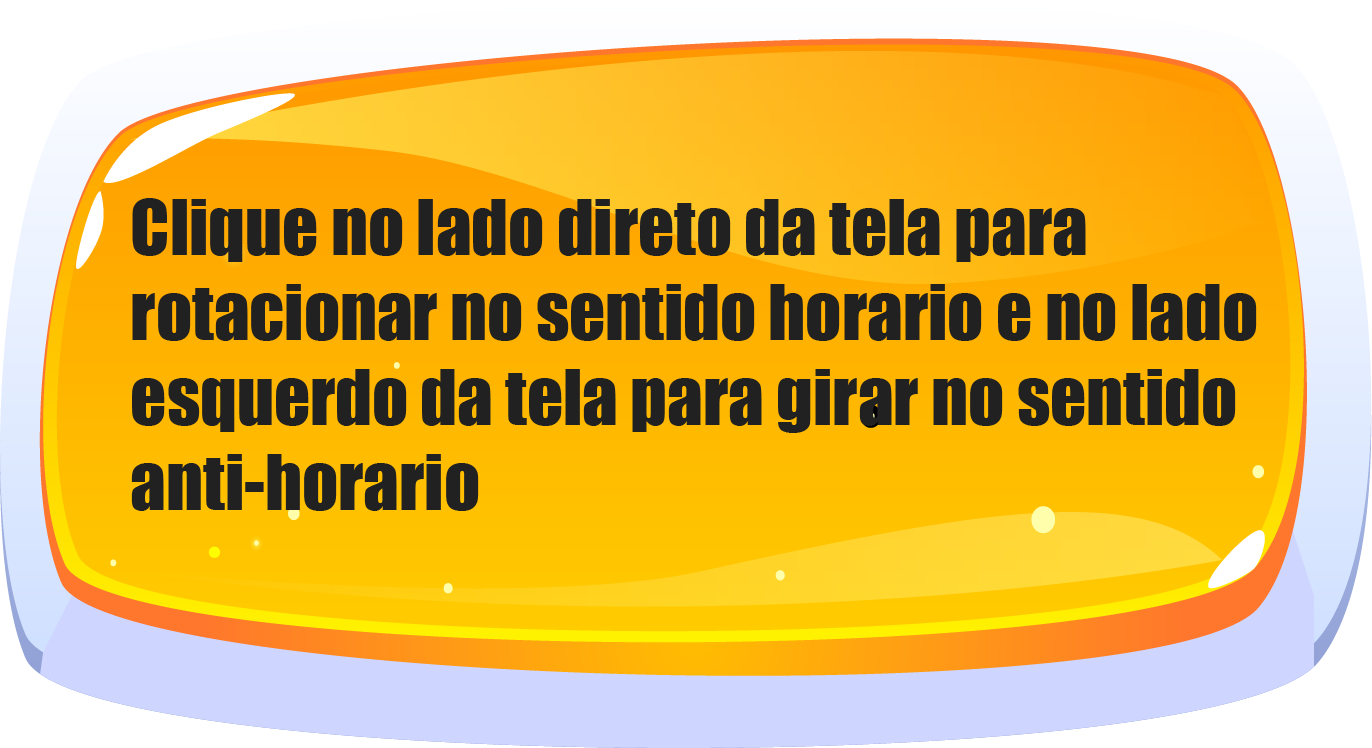 Clique no lado direto da tela para
rotacionar no sentido horario e no lado
esquerdo da tela para girar no sentido
anti-horario